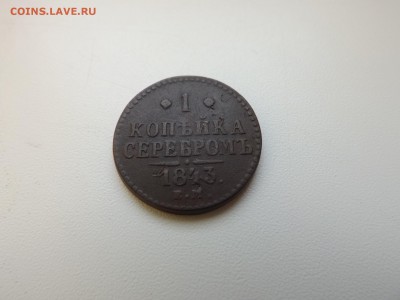 COINS.LAVE.RU
1
КОПѢЙКА
СЕРЕБРОМЪ
1843.
Е.М.